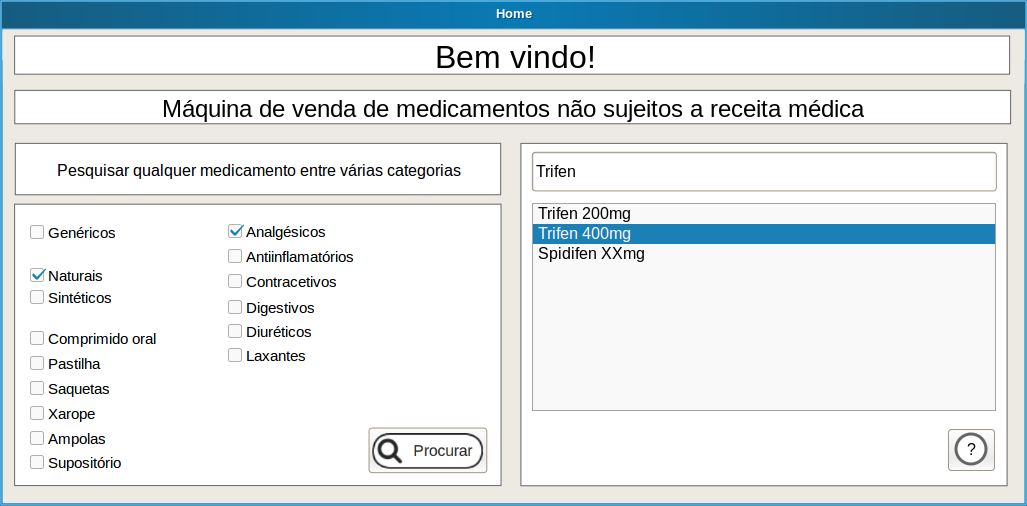 Home
Bem vindo!
Máquina de venda de medicamentos não sujeitos a receita médica
Pesquisar qualquer medicamento entre várias categorias
Genéricos
Naturais
Sintéticos
Comprimido oral
Pastilha
Saquetas
Xarope
Ampolas
Supositório
Analgésicos
Antiinflamatórios
Contracetivos
Digestivos
Diuréticos
Laxantes
Procurar
Trifen
Trifen 200mg
Trifen 400mg
Spidifen XXmg
?